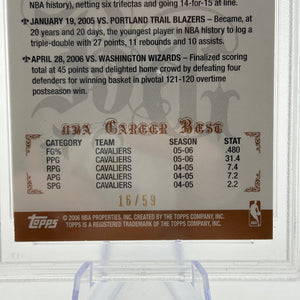 NBA history), netting six trifectas and going 14-for-15 at line.
JANUARY 19, 2005 VS. PORTLAND TRAIL BLAZERS – Became, at
20 years and 20 days, the youngest player in NBA history to log a
triple-double with 27 points, 11 rebounds and 10 assists.
APRIL 28, 2006 VS. WASHINGTON WIZARDS – Finalized scoring
total at 45 points and delighted home crowd by defeating four
defenders for winning basket in pivotal 121-120 overtime
postseason win.
NBA Career Best
CATEGORY TEAM SEASON STAT
FG% CAVALIERS 05-06 .480
PPG CAVALIERS 05-06 31.4
RPG CAVALIERS 04-05 7.4
APG CAVALIERS 04-05 7.2
SPG CAVALIERS 04-05 2.2
16/59
Topps
© 2006 NBA PROPERTIES, INC. CREATED BY THE TOPPS COMPANY, INC.
TOPPS IS A REGISTERED TRADEMARK OF THE TOPPS COMPANY, INC.
NBA